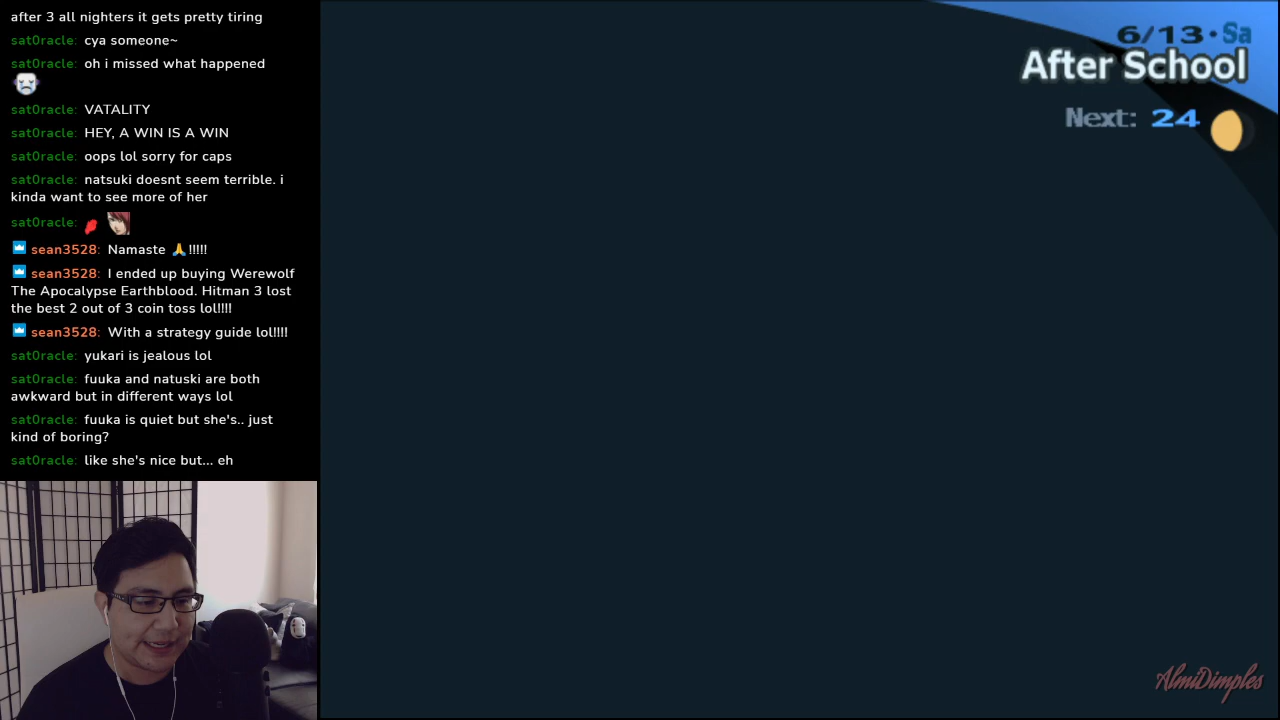 after 3 all nighters it gets pretty tiring
sat0racle: cya someone~
sat0racle: oh i missed what happened
sat0racle: VATALITY
sat0racle: HEY, A WIN IS A WIN
sat0racle: oops lol sorry for caps
sat0racle: natsuki doesnt seem terrible. i
kinda want to see more of her
sat0racle:
sean3528: Namaste 🙏!!!!!
sean3528: I ended up buying Werewolf
The Apocalypse Earthblood. Hitman 3 lost
the best 2 out of 3 coin toss lol!!!!
sean3528: With a strategy guide lol!!!!
sat0racle: yukari is jealous lol
sat0racle: fuuka and natuski are both
awkward but in different ways lol
sat0racle: fuuka is quiet but she's.. just
kind of boring?
sat0racle: like she's nice but... eh
6/13·Sa
After School
Next: 24
AlmiDimples